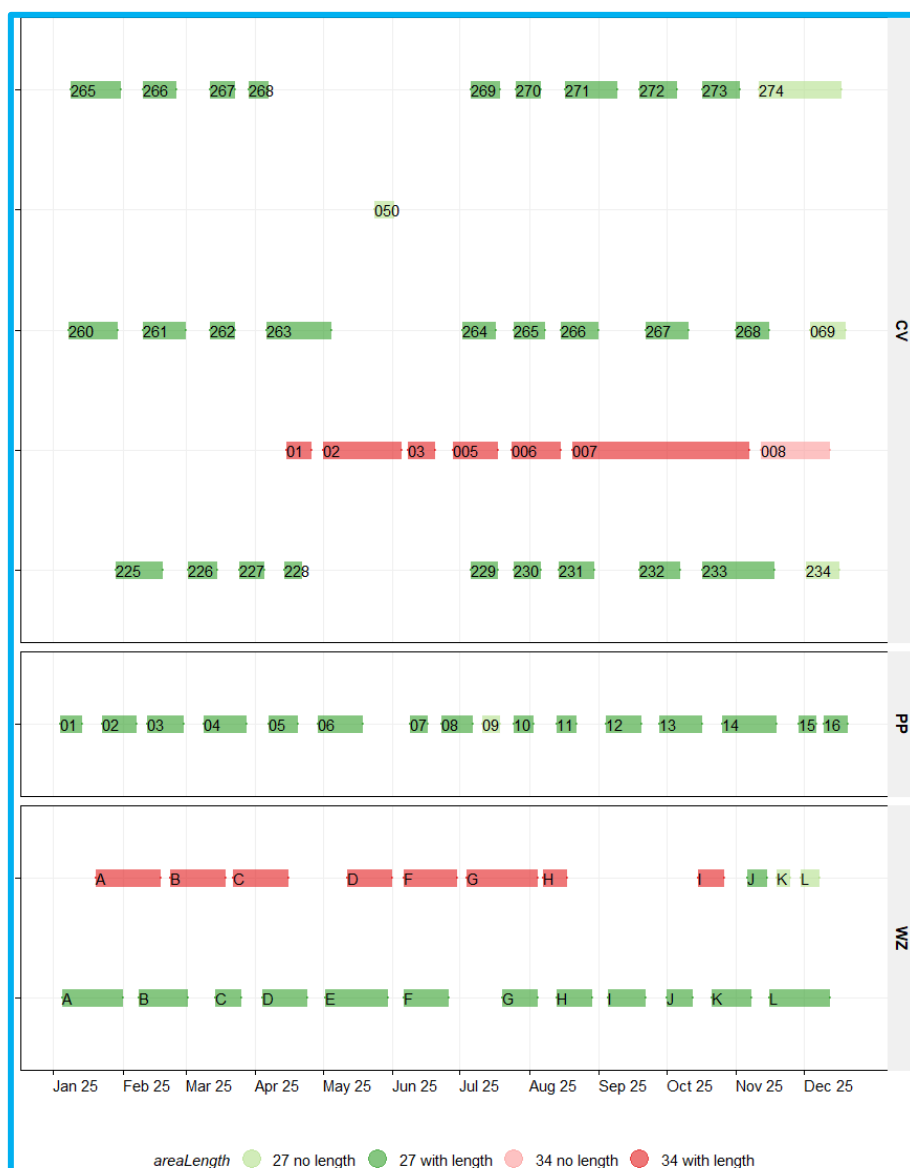 265 266 267 268 269 270 271 272 273 274
050
260 261 262 263 264 265 266 267 268 069
CV
01 02 03 005 006 007 008
225 226 227 228 229 230 231 232 233 234
01 02 03 04 05 06 07 08 09 10 11 12 13 14 15 16
PP
A B C D F G H I J K L
WZ
A B C D E F G H I J K L
Jan 25 Feb 25 Mar 25 Apr 25 May 25 Jun 25 Jul 25 Aug 25 Sep 25 Oct 25 Nov 25 Dec 25
areaLength 27 no length 27 with length 34 no length 34 with length